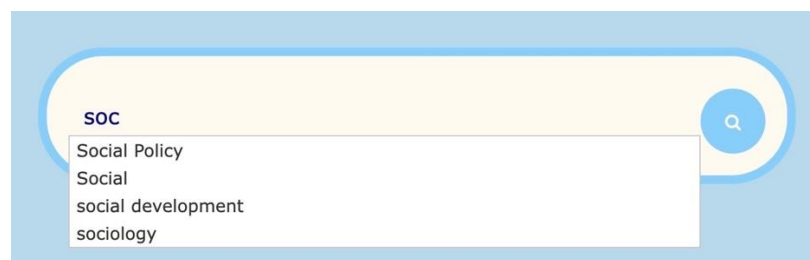 soc
Social Policy
Social
social development
sociology